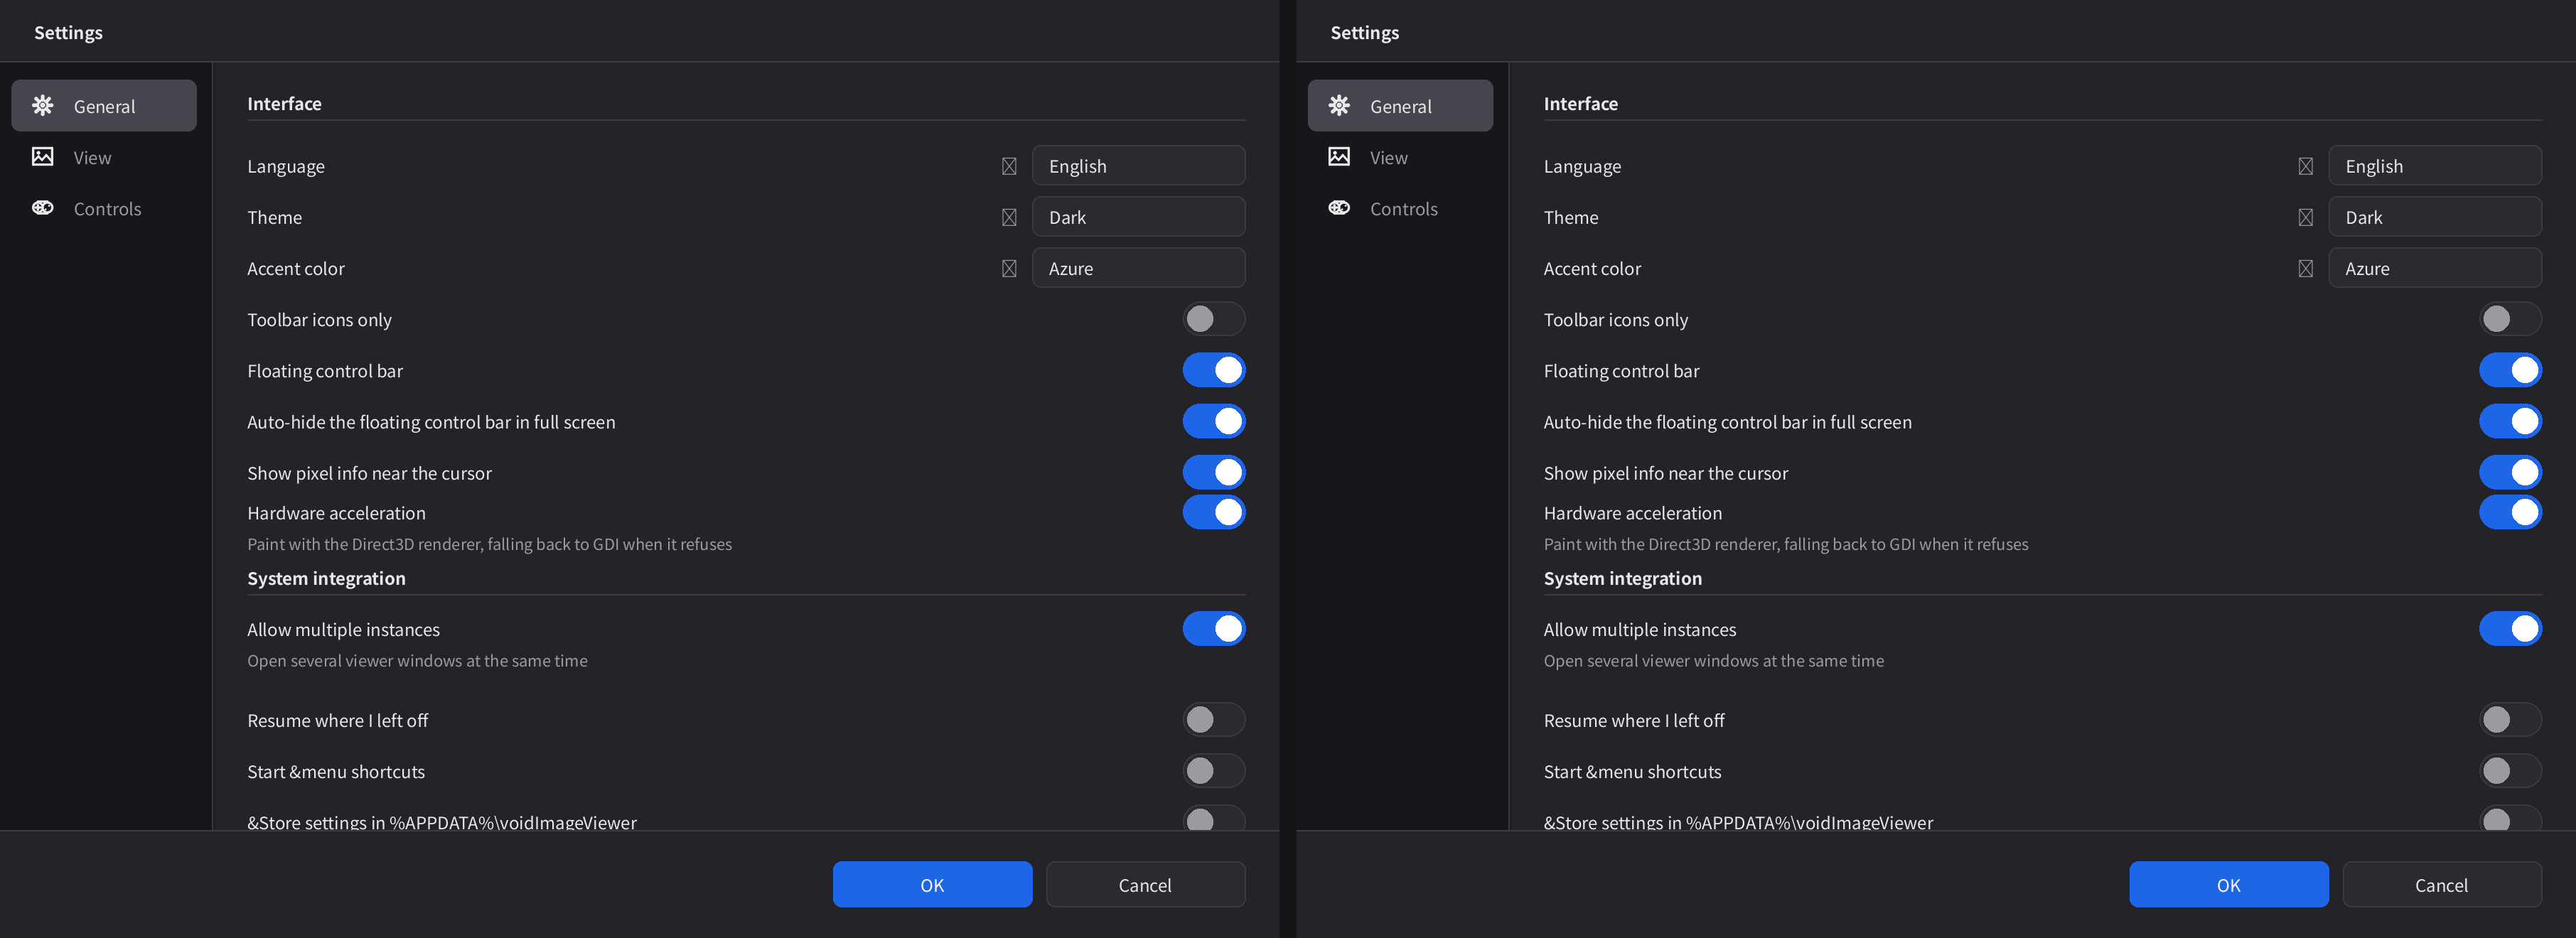 Settings
General
View
Controls
Interface
Language English
Theme Dark
Accent color Azure
Toolbar icons only
Floating control bar
Auto-hide the floating control bar in full screen
Show pixel info near the cursor
Hardware acceleration
Paint with the Direct3D renderer, falling back to GDI when it refuses
System integration
Allow multiple instances
Open several viewer windows at the same time
Resume where I left off
Start &menu shortcuts
&Store settings in %APPDATA%\voidImageViewer
OK Cancel
Settings
General
View
Controls
Interface
Language English
Theme Dark
Accent color Azure
Toolbar icons only
Floating control bar
Auto-hide the floating control bar in full screen
Show pixel info near the cursor
Hardware acceleration
Paint with the Direct3D renderer, falling back to GDI when it refuses
System integration
Allow multiple instances
Open several viewer windows at the same time
Resume where I left off
Start &menu shortcuts
&Store settings in %APPDATA%\voidImageViewer
OK Cancel